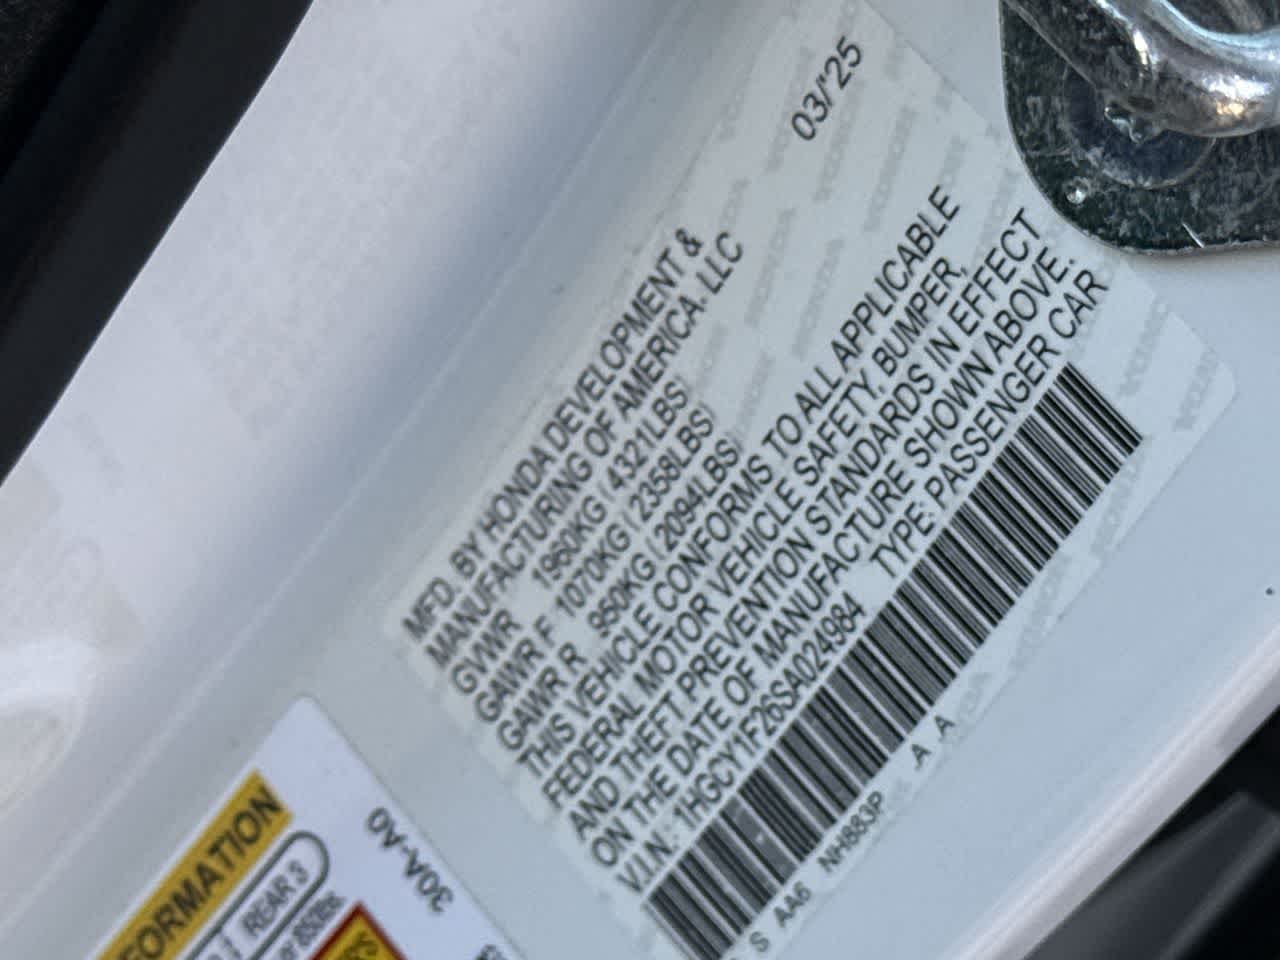 03/'25
MFD. BY HONDA DEVELOPMENT &
MANUFACTURING OF AMERICA, LLC
GVWR 1960KG (4321LBS)
GAWR F 1070KG (2358LBS)
GAWR R 950KG (2094LBS)
THIS VEHICLE CONFORMS TO ALL APPLICABLE
FEDERAL MOTOR VEHICLE SAFETY, BUMPER,
AND THEFT PREVENTION STANDARDS IN EFFECT
ON THE DATE OF MANUFACTURE SHOWN ABOVE.
V.I.N.: 1HGCY1F26SA024984 TYPE: PASSENGER CAR
S AA6 NH883P A A
30A-A0
FORMATION
REAR 3